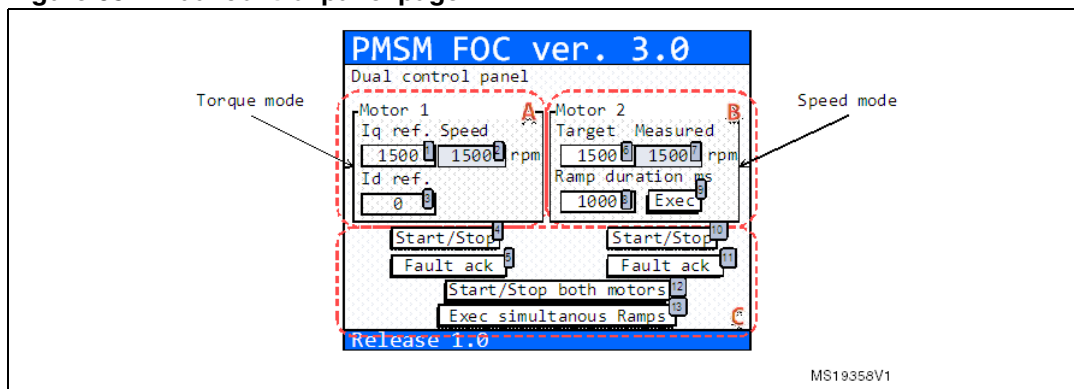 PMSM FOC ver. 3.0
Dual control panel
Torque mode
Speed mode
Motor 1 A
Iq ref. Speed
1500 1 1500 2 rpm
Id ref.
0 3
Motor 2 B
Target Measured
1500 6 1500 7 rpm
Ramp duration ms
1000 8 Exec 9
Start/Stop 4
Start/Stop 10
Fault ack 5
Fault ack 11
Start/Stop both motors 12
Exec simultanous Ramps 13
C
Release 1.0
MS19358V1